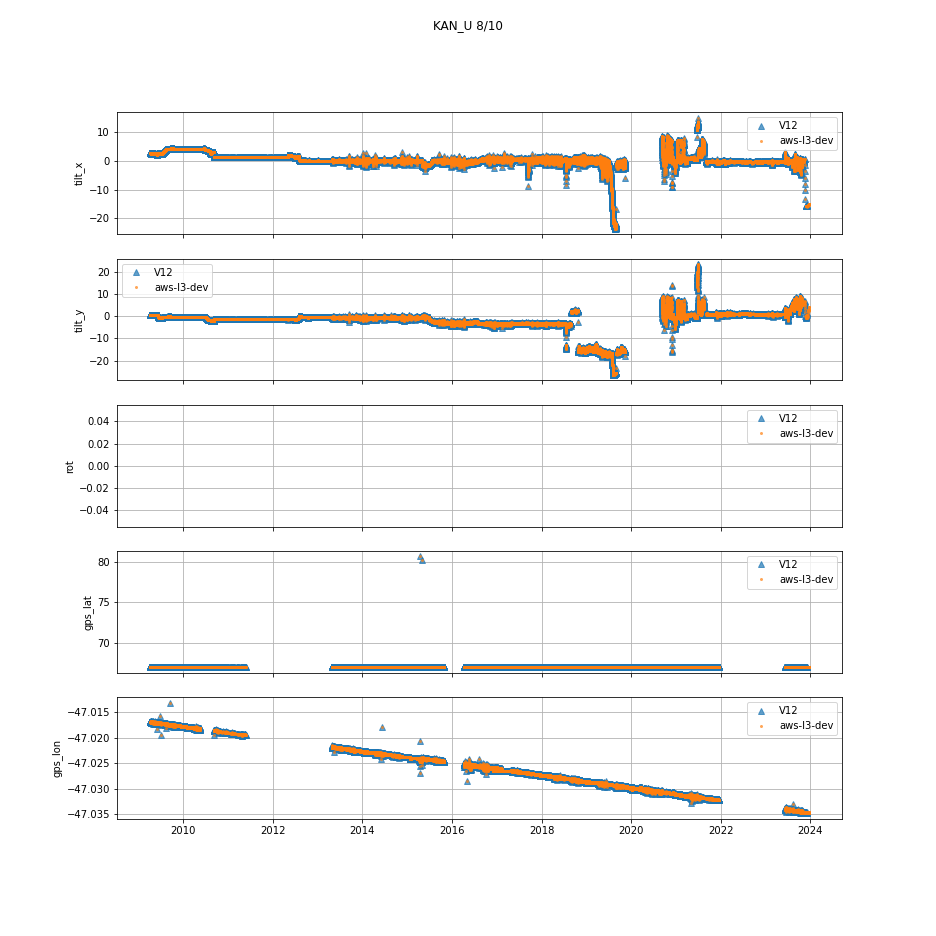 KAN_U 8/10
10
0
−10
−20
tilt_x
V12
aws-l3-dev
20
10
0
−10
−20
tilt_y
V12
aws-l3-dev
0.04
0.02
0.00
−0.02
−0.04
rot
V12
aws-l3-dev
80
75
70
gps_lat
V12
aws-l3-dev
−47.015
−47.020
−47.025
−47.030
−47.035
gps_lon
V12
aws-l3-dev
2010 2012 2014 2016 2018 2020 2022 2024